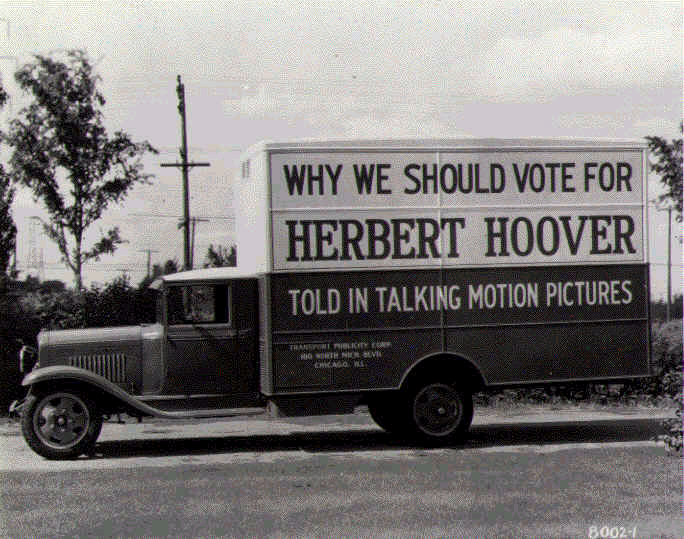 WHY WE SHOULD VOTE FOR
HERBERT HOOVER
TOLD IN TALKING MOTION PICTURES
TRANSPORT PUBLICITY CORP.
180 NORTH MICH. BLVD.
CHICAGO, ILL.
8002-1